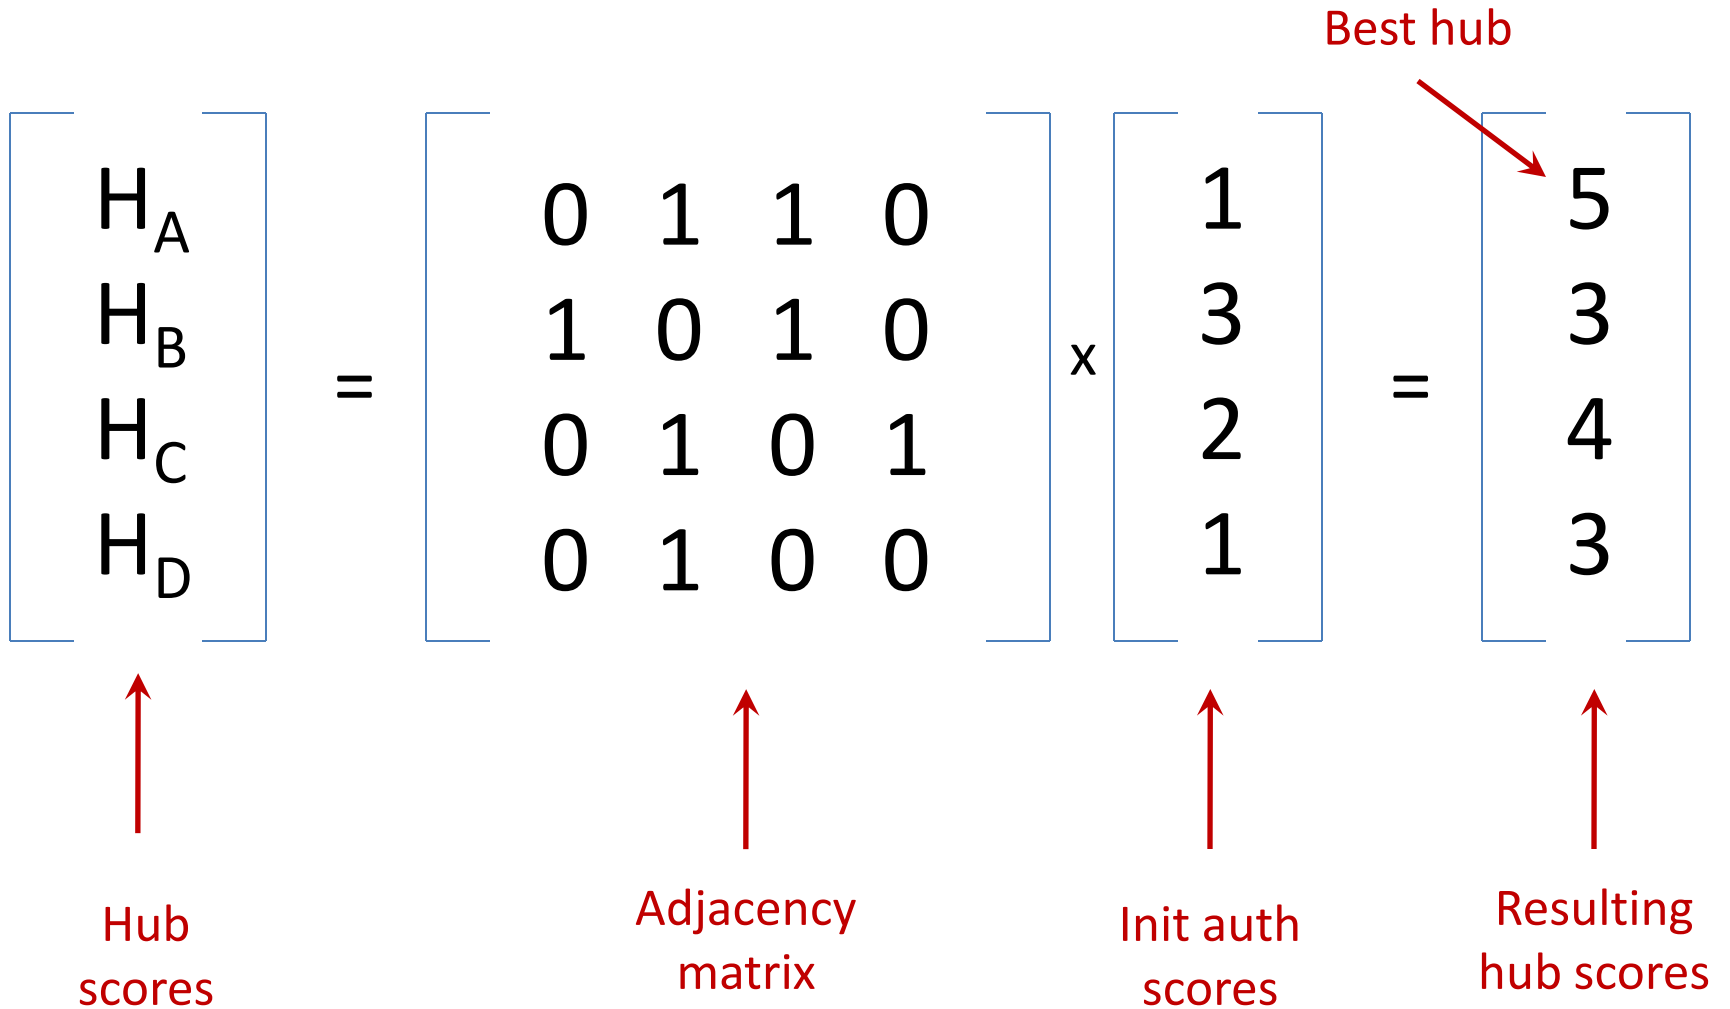 Best hub
H_A
H_B
H_C
H_D
=
0 1 1 0
1 0 1 0
0 1 0 1
0 1 0 0
x
1
3
2
1
=
5
3
4
3
Hub
scores
Adjacency
matrix
Init auth
scores
Resulting
hub scores